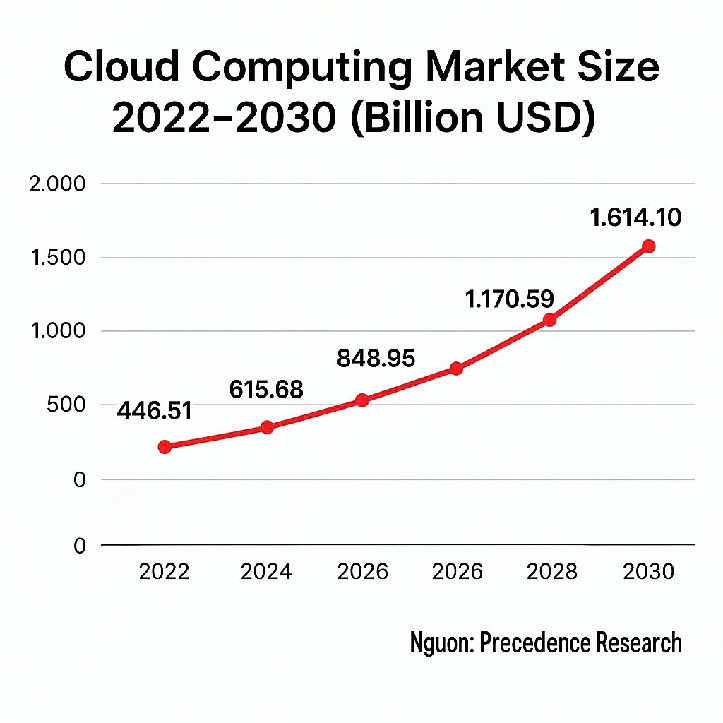 Cloud Computing Market Size
2022–2030 (Billion USD)
2.000
1.614.10
1.500
1.170.59
1.000
848.95
615.68
500
446.51
0
0
2022 2024 2026 2026 2028 2030
Nguon: Precedence Research